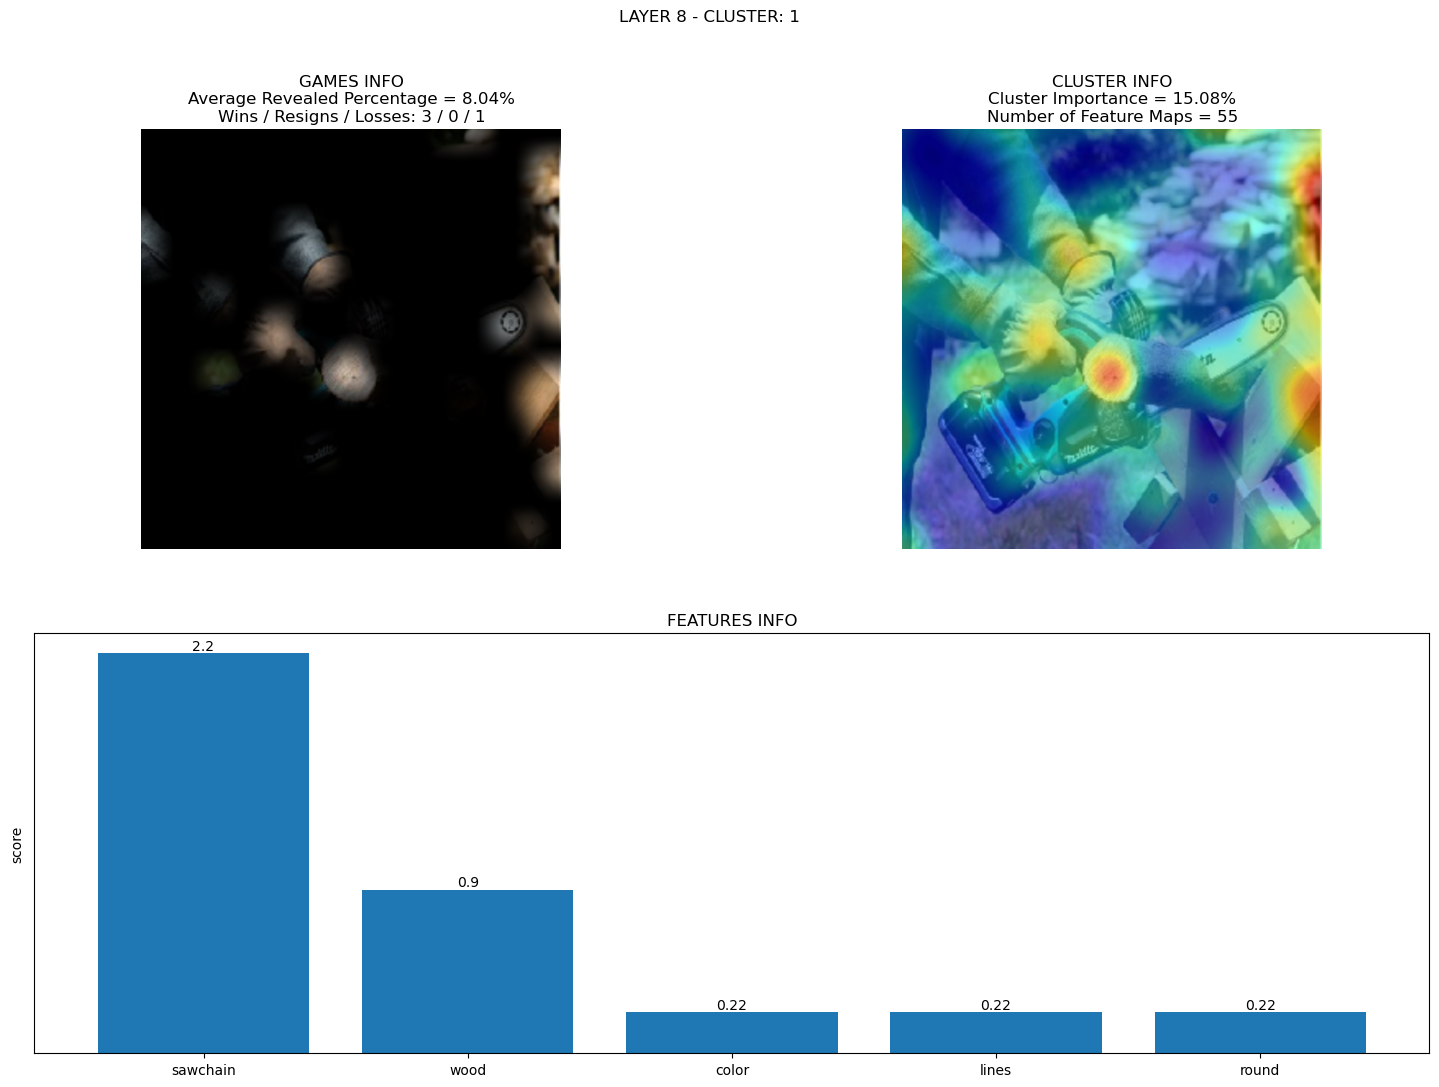 LAYER 8 - CLUSTER: 1
GAMES INFO
Average Revealed Percentage = 8.04%
Wins / Resigns / Losses: 3 / 0 / 1
CLUSTER INFO
Cluster Importance = 15.08%
Number of Feature Maps = 55
FEATURES INFO
score
2.2
0.9
0.22
0.22
0.22
sawchain
wood
color
lines
round